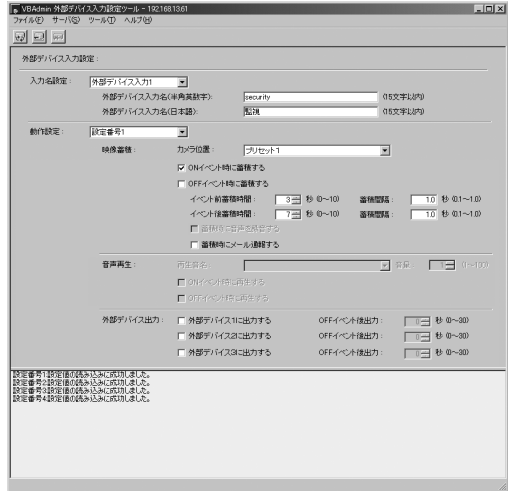 VBAdmin 外部デバイス入力設定ツール - 192.168.13.61
ファイル(F) サーバ(S) ツール(T) ヘルプ(H)
外部デバイス入力設定 :
入力名設定 : 外部デバイス入力1
外部デバイス入力名(半角英数字): security (15文字以内)
外部デバイス入力名(日本語): 監視 (15文字以内)
動作設定 : 設定番号1
映像蓄積 : カメラ位置 : プリセット1
ONイベント時に蓄積する
OFFイベント時に蓄積する
イベント前蓄積時間 : 3 秒 (0〜10) 蓄積間隔 : 1.0 秒 (0.1〜1.0)
イベント後蓄積時間 : 7 秒 (0〜10) 蓄積間隔 : 1.0 秒 (0.1〜1.0)
蓄積時に音声を録音する
蓄積時にメール通報する
音声再生 : 再生音名 音量 1
ONイベント時に再生する
OFFイベント時に再生する
外部デバイス出力 : 外部デバイス1に出力する OFFイベント後出力 : 0 秒 (0〜30)
外部デバイス2に出力する OFFイベント後出力 : 0 秒 (0〜30)
外部デバイス3に出力する OFFイベント後出力 : 0 秒 (0〜30)
設定番号1:設定値の読み込みに成功しました。
設定番号2:設定値の読み込みに成功しました。
設定番号3:設定値の読み込みに成功しました。
設定番号4:設定値の読み込みに成功しました。